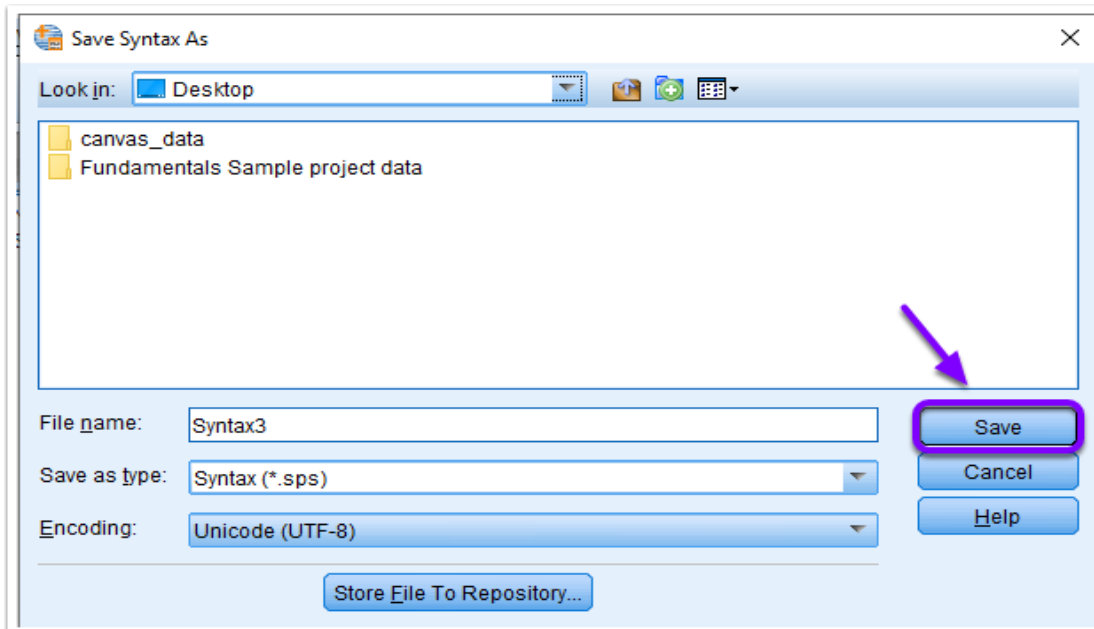 Save Syntax As
Look in: Desktop
canvas_data
Fundamentals Sample project data
File name: Syntax3 Save
Save as type: Syntax (*.sps) Cancel
Encoding: Unicode (UTF-8) Help
Store File To Repository...